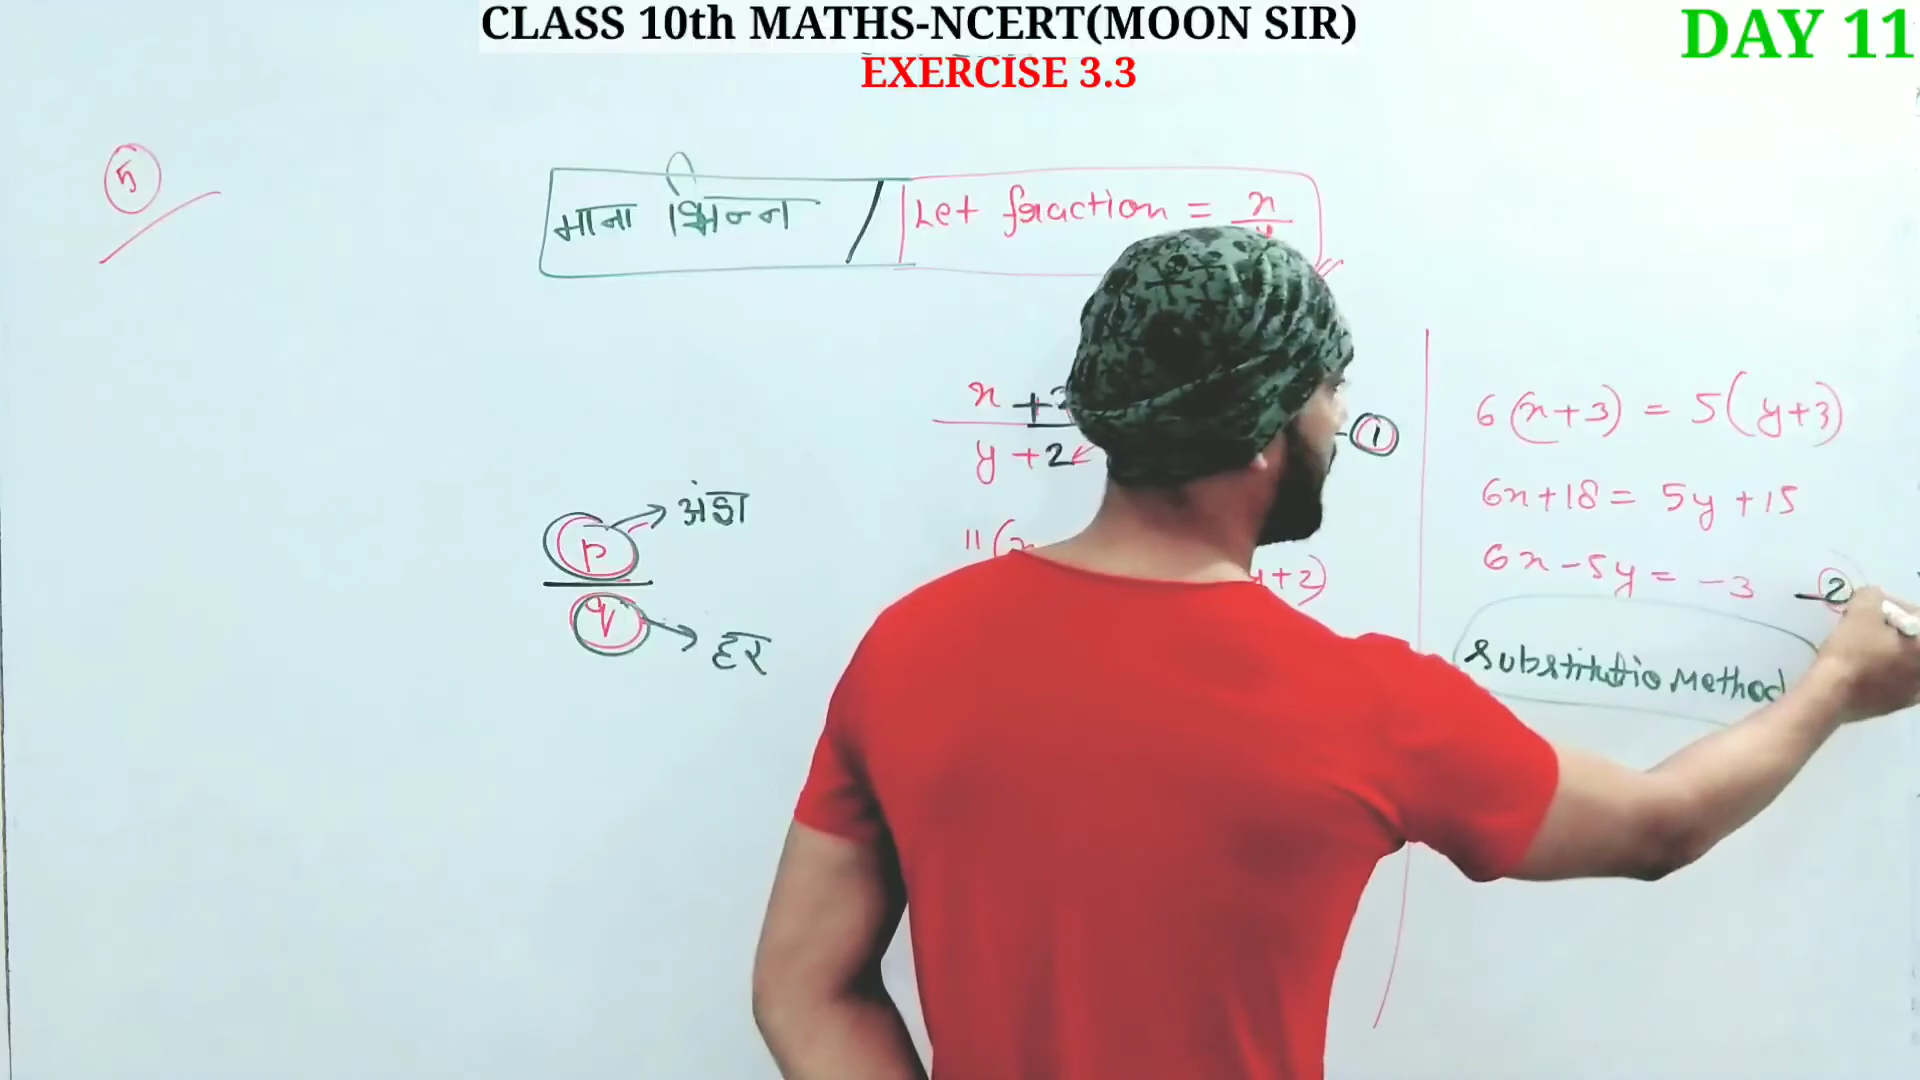 CLASS 10th MATHS-NCERT(MOON SIR)
DAY 11
EXERCISE 3.3
5
माना भिन्न / Let fraction = x
x +
y +2
11(x
y+2)
1
p → अंश
q → हर
6(x+3) = 5(y+3)
6x+18 = 5y+15
6x-5y = -3 — 2
Substitutio Method